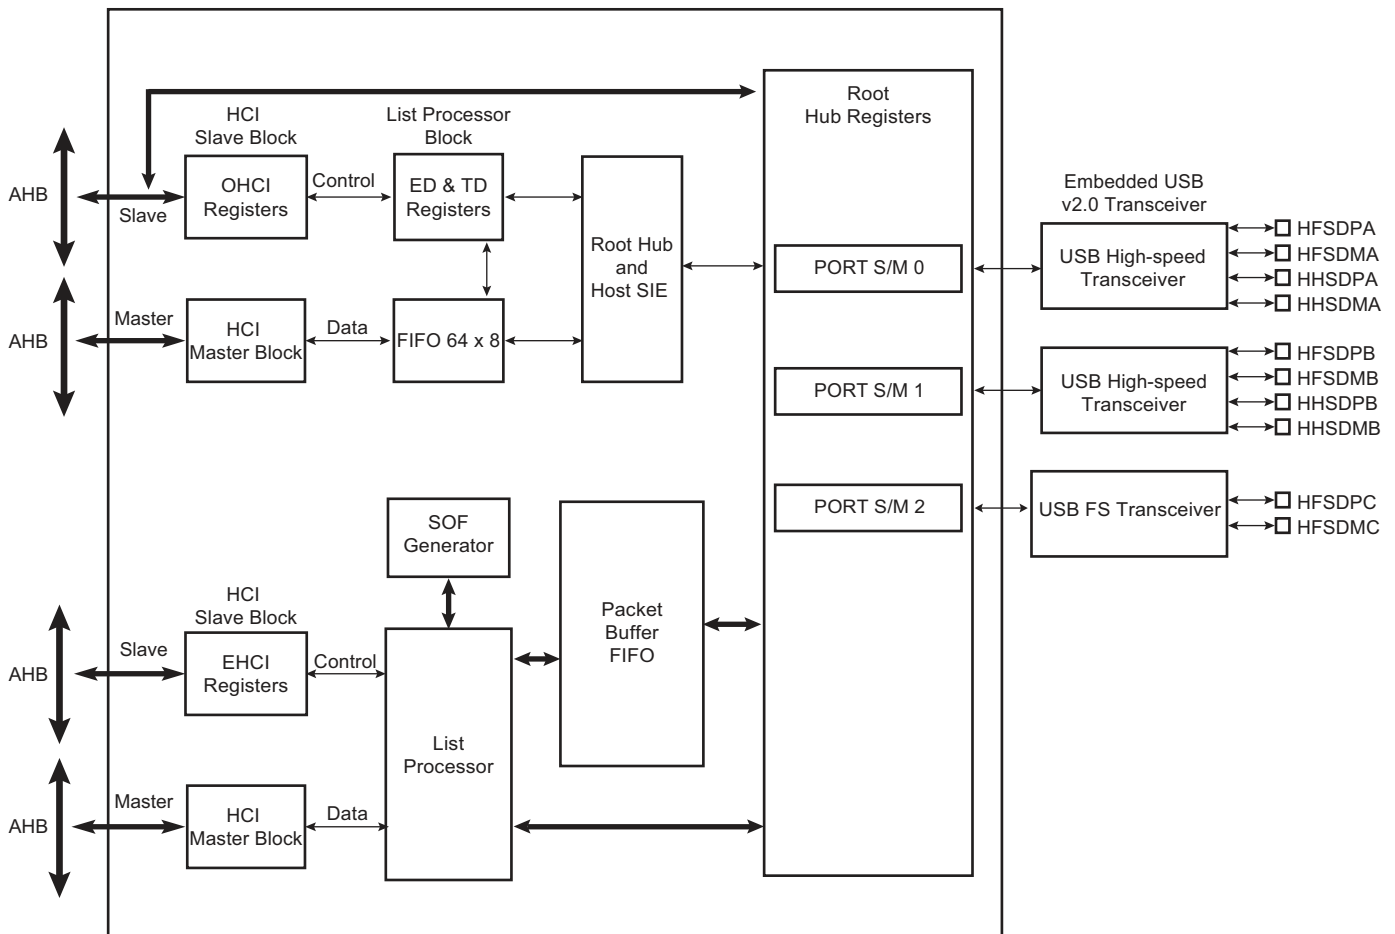 Root
Hub Registers
HCI
Slave Block
List Processor
Block
AHB
Slave
OHCI
Registers
Control
ED & TD
Registers
Root Hub
and
Host SIE
AHB
Master
HCI
Master Block
Data
FIFO 64 x 8
PORT S/M 0
PORT S/M 1
PORT S/M 2
Embedded USB
v2.0 Transceiver
USB High-speed
Transceiver
HFSDPA
HFSDMA
HHSDPA
HHSDMA
USB High-speed
Transceiver
HFSDPB
HFSDMB
HHSDPB
HHSDMB
USB FS Transceiver
HFSDPC
HFSDMC
SOF
Generator
HCI
Slave Block
AHB
Slave
EHCI
Registers
Control
Packet
Buffer
FIFO
List
Processor
AHB
Master
HCI
Master Block
Data